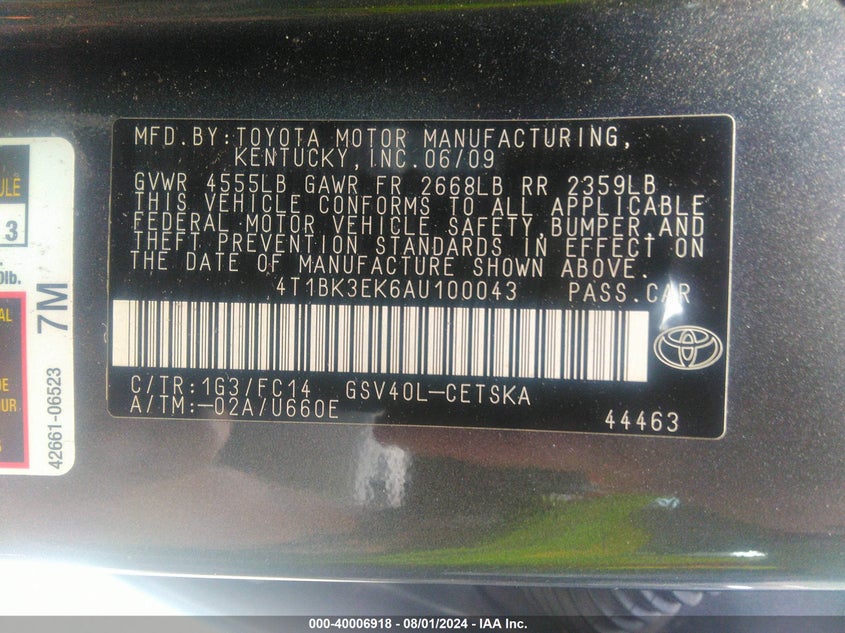 MFD.BY:TOYOTA MOTOR MANUFACTURING,
KENTUCKY,INC.06/09
GVWR 4555LB GAWR FR 2668LB RR 2359LB
THIS VEHICLE CONFORMS TO ALL APPLICABLE
FEDERAL MOTOR VEHICLE SAFETY,BUMPER,AND
THEFT PREVENTION STANDARDS IN EFFECT ON
THE DATE OF MANUFACTURE SHOWN ABOVE.
4T1BK3EK6AU100043 PASS.CAR
C/TR:1G3/FC14 GSV40L-CETSKA
A/TM:-02A/U660E
44463
3
lb.
7M
42661-06523
000-40006918 - 08/01/2024 - IAA Inc.